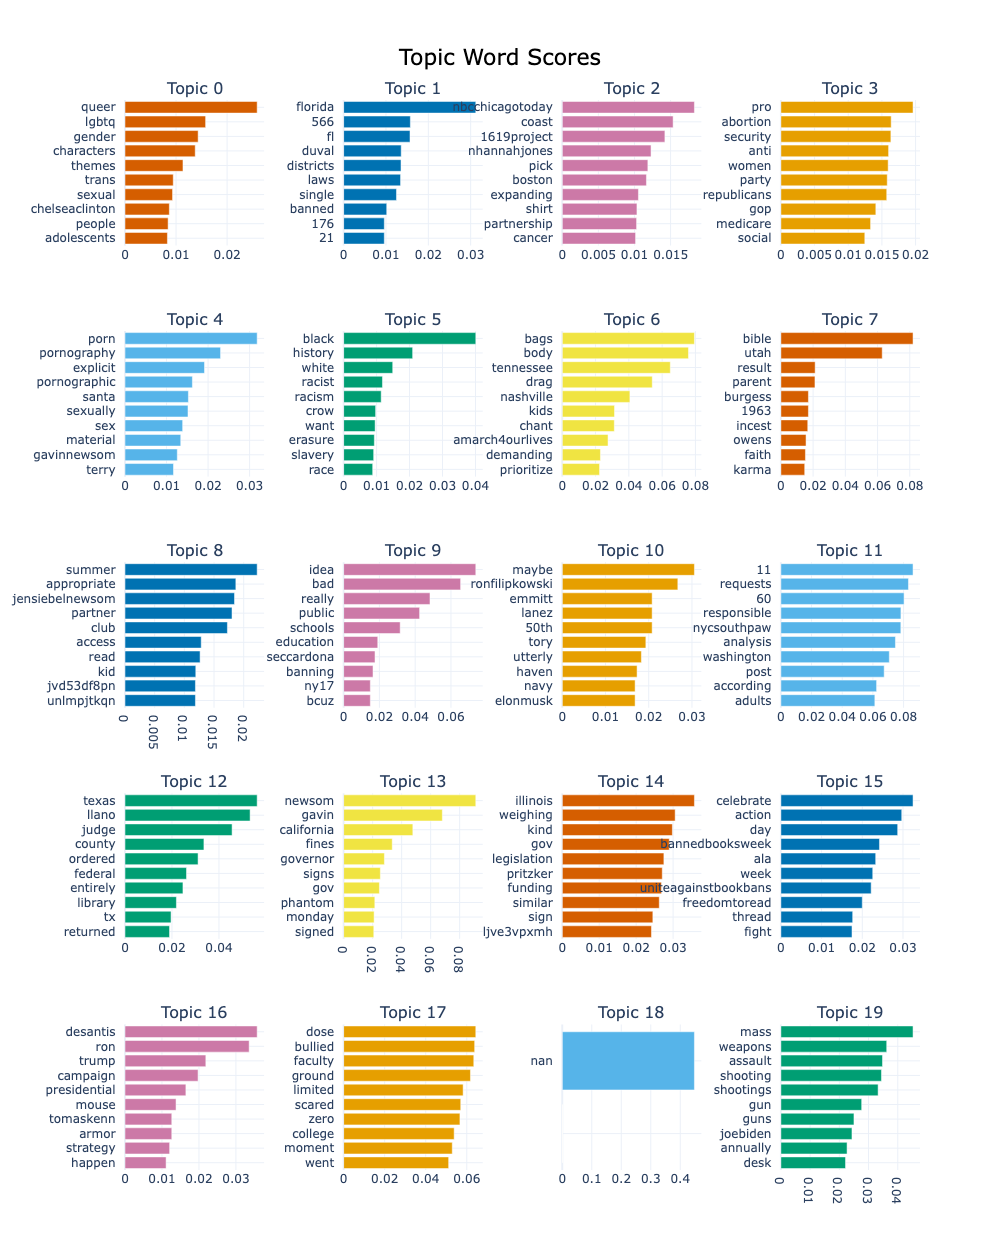 Topic Word Scores
Topic 0
queer
lgbtq
gender
characters
themes
trans
sexual
chelseaclinton
people
adolescents
0 0.01 0.02
Topic 1
florida
566
fl
duval
districts
laws
single
banned
176
21
0 0.01 0.02 0.03
Topic 2
nbcchicagotoday
coast
1619project
nhannahjones
pick
boston
expanding
shirt
partnership
cancer
0 0.005 0.01 0.015
Topic 3
pro
abortion
security
anti
women
party
republicans
gop
medicare
social
0 0.005 0.01 0.015 0.02
Topic 4
porn
pornography
explicit
pornographic
santa
sexually
sex
material
gavinnewsom
terry
0 0.01 0.02 0.03
Topic 5
black
history
white
racist
racism
crow
want
erasure
slavery
race
0 0.01 0.02 0.03 0.04
Topic 6
bags
body
tennessee
drag
nashville
kids
chant
amarch4ourlives
demanding
prioritize
0 0.02 0.04 0.06 0.08
Topic 7
bible
utah
result
parent
burgess
1963
incest
owens
faith
karma
0 0.02 0.04 0.06 0.08
Topic 8
summer
appropriate
jensiebelnewsom
partner
club
access
read
kid
jvd53df8pn
unlmpjtkqn
0 0.005 0.01 0.015 0.02
Topic 9
idea
bad
really
public
schools
education
seccardona
banning
ny17
bcuz
0 0.02 0.04 0.06
Topic 10
maybe
ronfilipkowski
emmitt
lanez
50th
tory
utterly
haven
navy
elonmusk
0 0.01 0.02 0.03
Topic 11
11
requests
60
responsible
nycsouthpaw
analysis
washington
post
according
adults
0 0.02 0.04 0.06 0.08
Topic 12
texas
llano
judge
county
ordered
federal
entirely
library
tx
returned
0 0.02 0.04
Topic 13
newsom
gavin
california
fines
governor
signs
gov
phantom
monday
signed
0 0.02 0.04 0.06 0.08
Topic 14
illinois
weighing
kind
gov
legislation
pritzker
funding
similar
sign
ljve3vpxmh
0 0.01 0.02 0.03
Topic 15
celebrate
action
day
bannedbooksweek
ala
week
uniteagainstbookbans
freedomtoread
thread
fight
0 0.01 0.02 0.03
Topic 16
desantis
ron
trump
campaign
presidential
mouse
tomaskenn
armor
strategy
happen
0 0.01 0.02 0.03
Topic 17
dose
bullied
faculty
ground
limited
scared
zero
college
moment
went
0 0.02 0.04 0.06
Topic 18
nan
0 0.1 0.2 0.3 0.4
Topic 19
mass
weapons
assault
shooting
shootings
gun
guns
joebiden
annually
desk
0 0.01 0.02 0.03 0.04